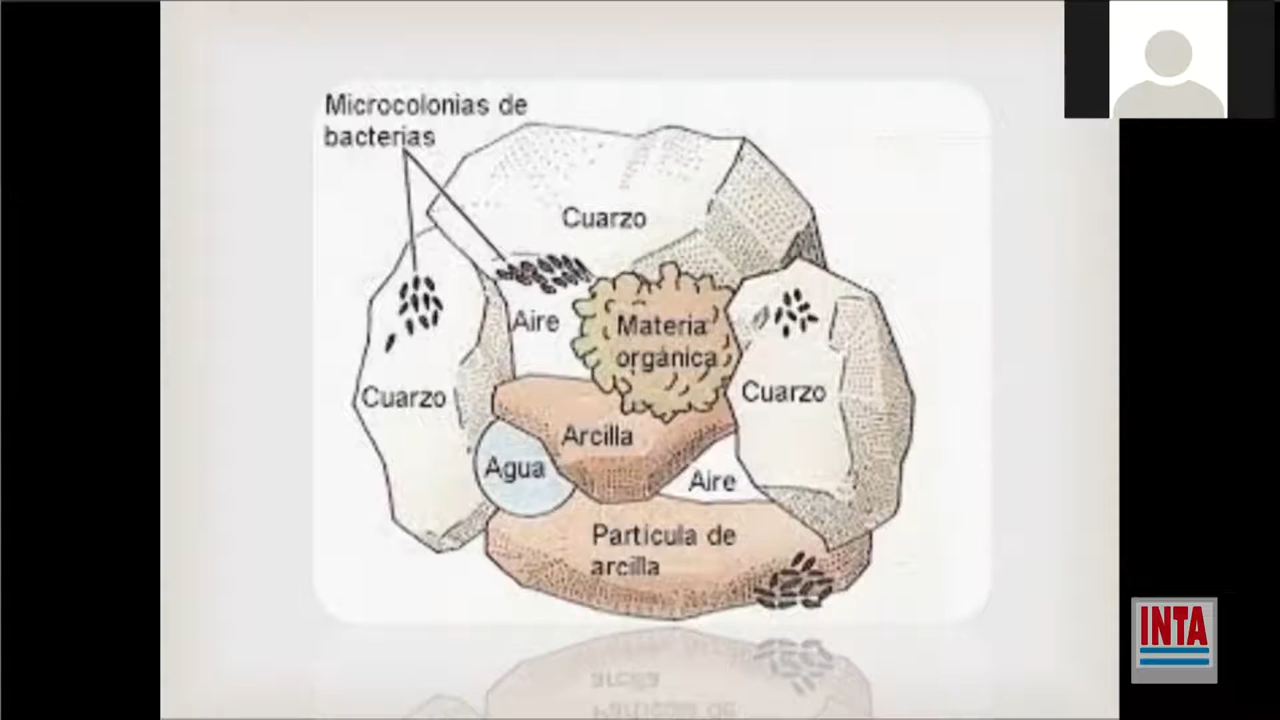 Microcolonias de
bacterias
Cuarzo
Aire
Materia
orgánica
Cuarzo
Cuarzo
Arcilla
Agua
Aire
Partícula de
arcilla
INTA